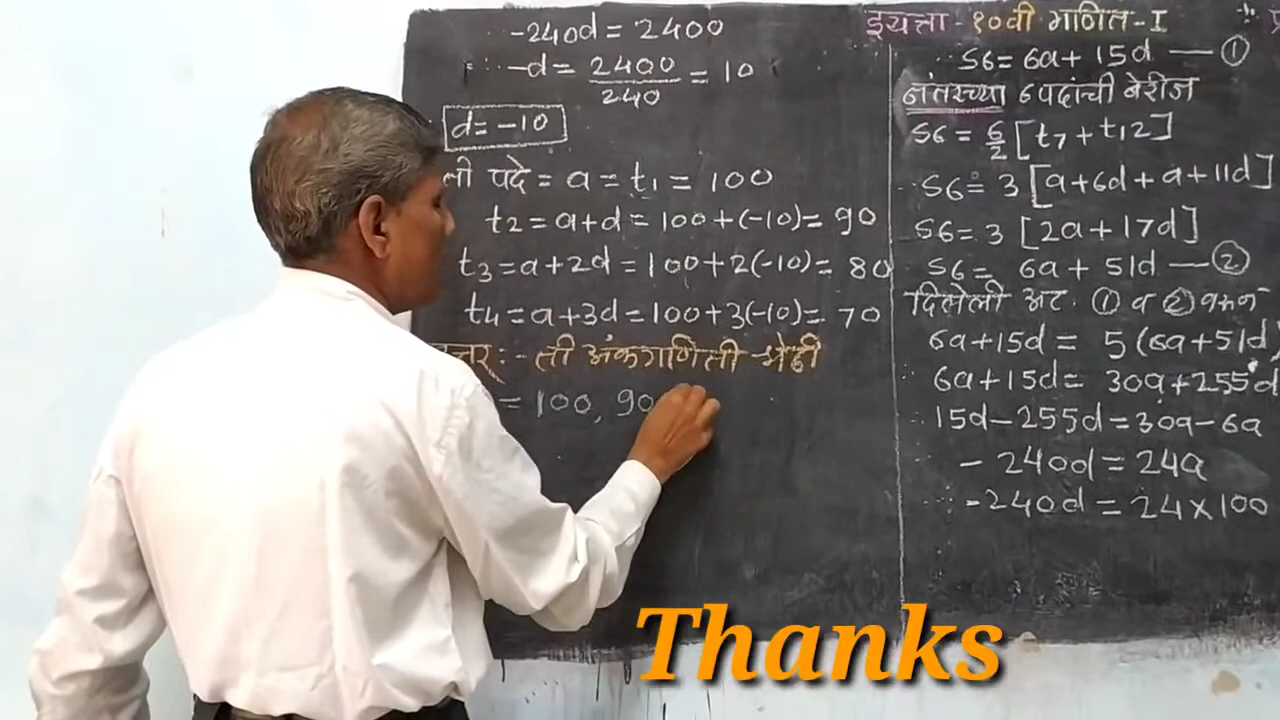 -240d = 2400
∴ -d = 2400/240 = 10
d = -10
ली पदे = a = t1 = 100
t2 = a+d = 100+(-10) = 90
t3 = a+2d = 100+2(-10) = 80
t4 = a+3d = 100+3(-10) = 70
उत्तर :- ती अंकगणिती श्रेढी
= 100, 90
इयत्ता - १०वी गणित - I
S6 = 6a + 15d — ①
नंतरच्या 6 पदांची बेरीज
S6 = 6/2 [t7 + t12]
S6 = 3 [a+6d+a+11d]
S6 = 3 [2a+17d]
S6 = 6a + 51d — ②
दिलेली अट ① व ②
6a+15d = 5(6a+51d)
∴ 6a+15d = 30a+255d
∴ 15d-255d = 30a-6a
- 240d = 24a
∴ -240d = 24×100
Thanks